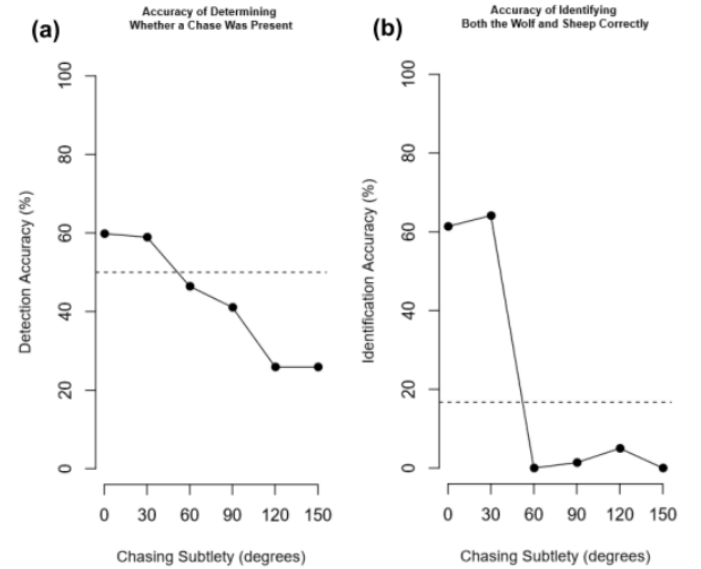 (a)
Accuracy of Determining
Whether a Chase Was Present
100
80
60
40
20
0
Detection Accuracy (%)
0 30 60 90 120 150
Chasing Subtlety (degrees)
(b)
Accuracy of Identifying
Both the Wolf and Sheep Correctly
100
80
60
40
20
0
Identification Accuracy (%)
0 30 60 90 120 150
Chasing Subtlety (degrees)